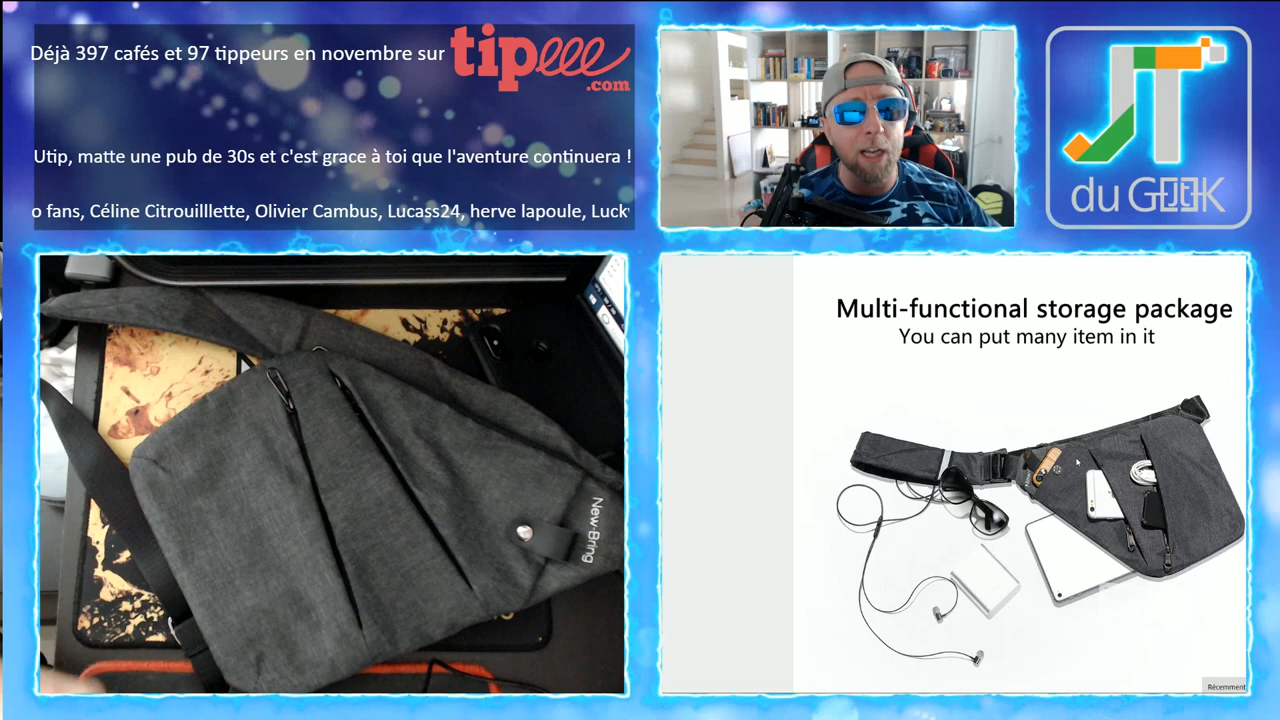 Déjà 397 cafés et 97 tippeurs en novembre sur
tipeee
.com
Utip, matte une pub de 30s et c'est grace à toi que l'aventure continuera !
o fans, Céline Citrouilllette, Olivier Cambus, Lucass24, herve lapoule, Luck
JT
du GEEK
New-Bring
Multi-functional storage package
You can put many item in it
Récemment